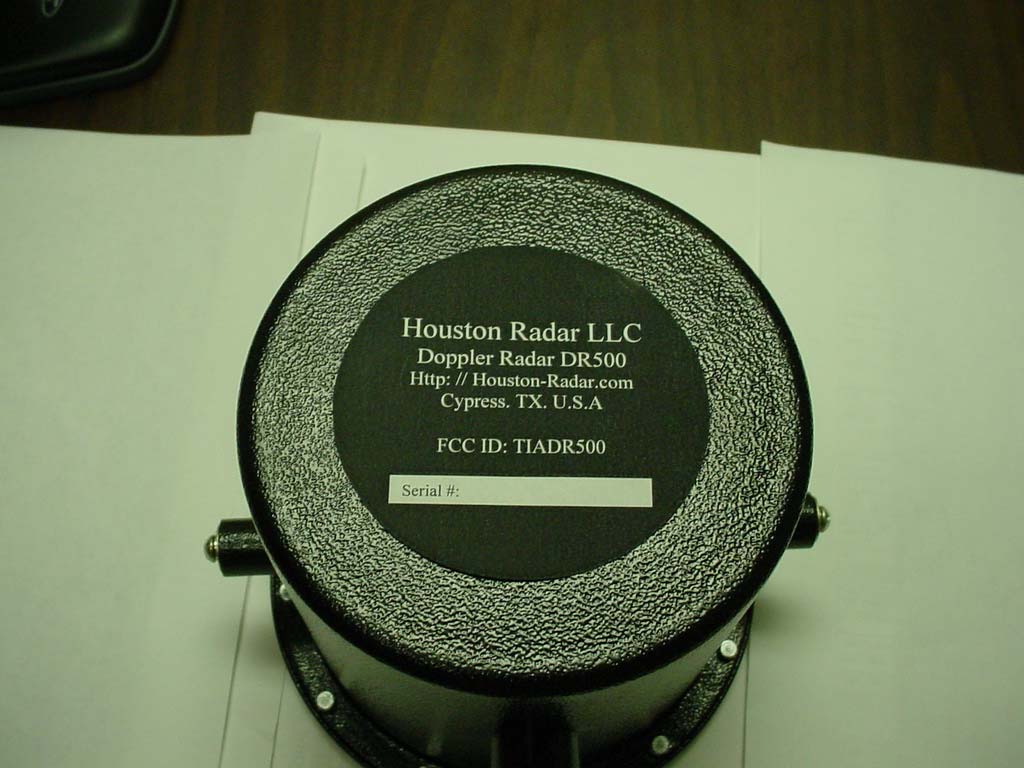 Houston Radar LLC
Doppler Radar DR500
Http: // Houston-Radar.com
Cypress. TX. U.S.A
FCC ID: TIADR500
Serial #: